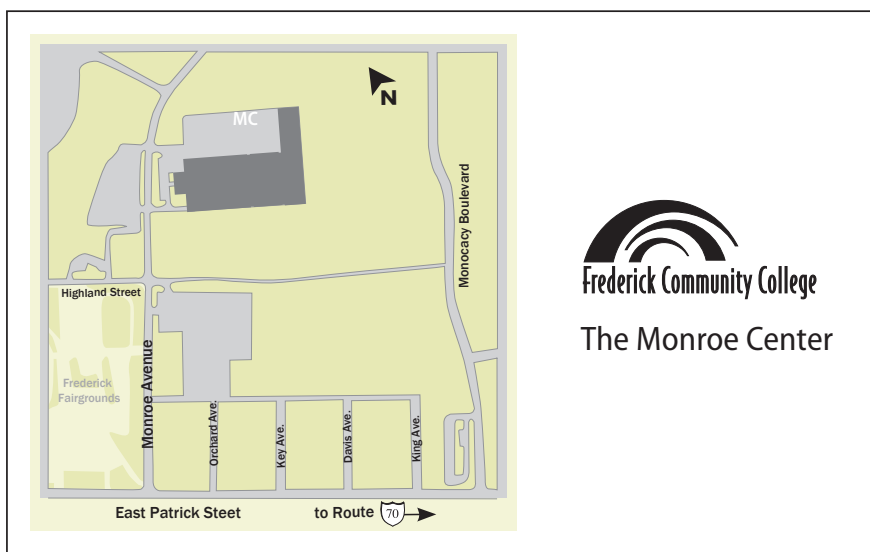 MC
N
Monocacy Boulevard
Highland Street
Monroe Avenue
Frederick
Fairgrounds
Orchard Ave.
Key Ave.
Davis Ave.
King Ave.
East Patrick Steet
to Route 70
Frederick Community College
The Monroe Center